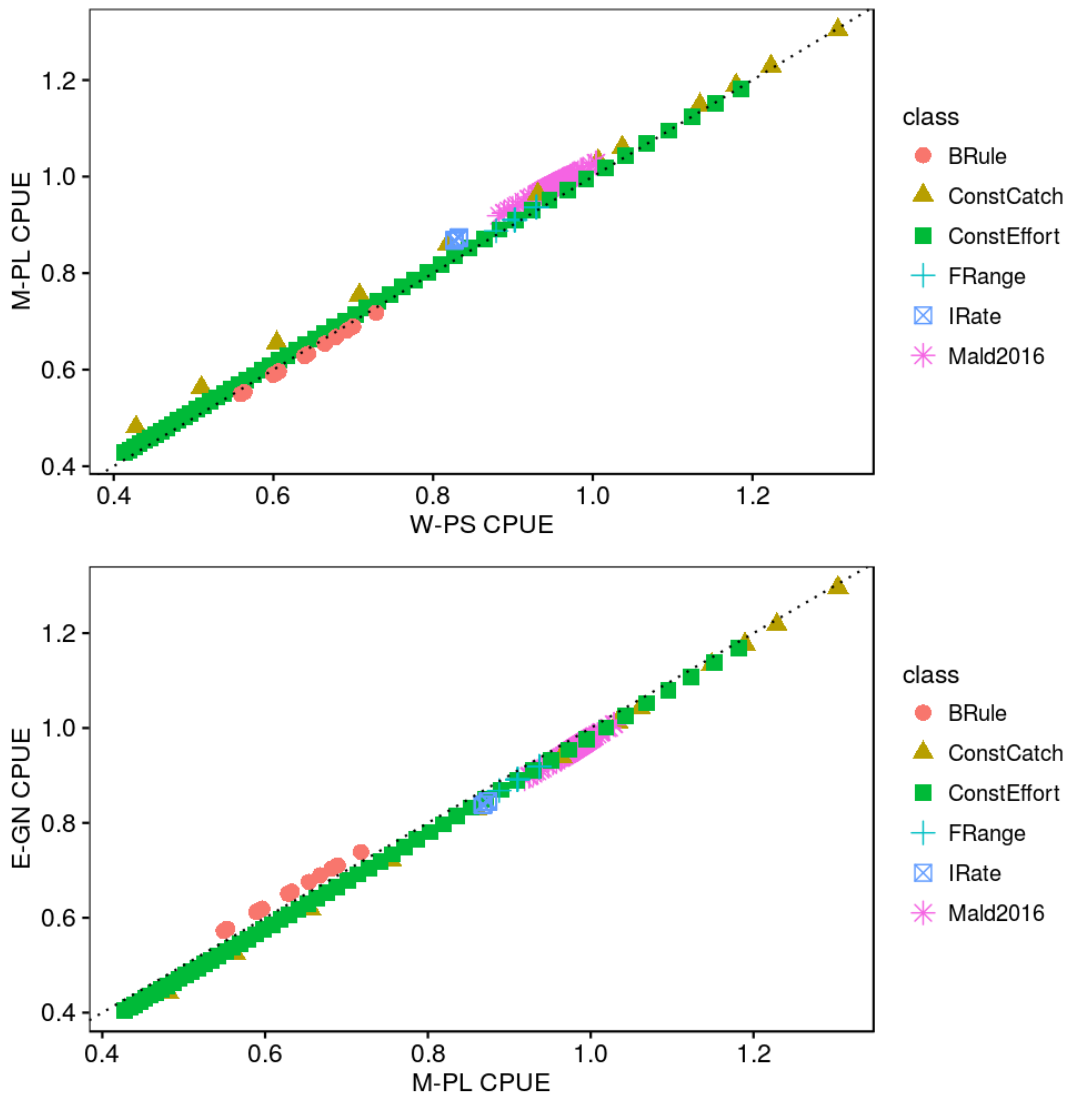 M-PL CPUE
1.2
1.0
0.8
0.6
0.4
0.4 0.6 0.8 1.0 1.2
W-PS CPUE
class
BRule
ConstCatch
ConstEffort
FRange
IRate
Mald2016
E-GN CPUE
1.2
1.0
0.8
0.6
0.4
0.4 0.6 0.8 1.0 1.2
M-PL CPUE
class
BRule
ConstCatch
ConstEffort
FRange
IRate
Mald2016